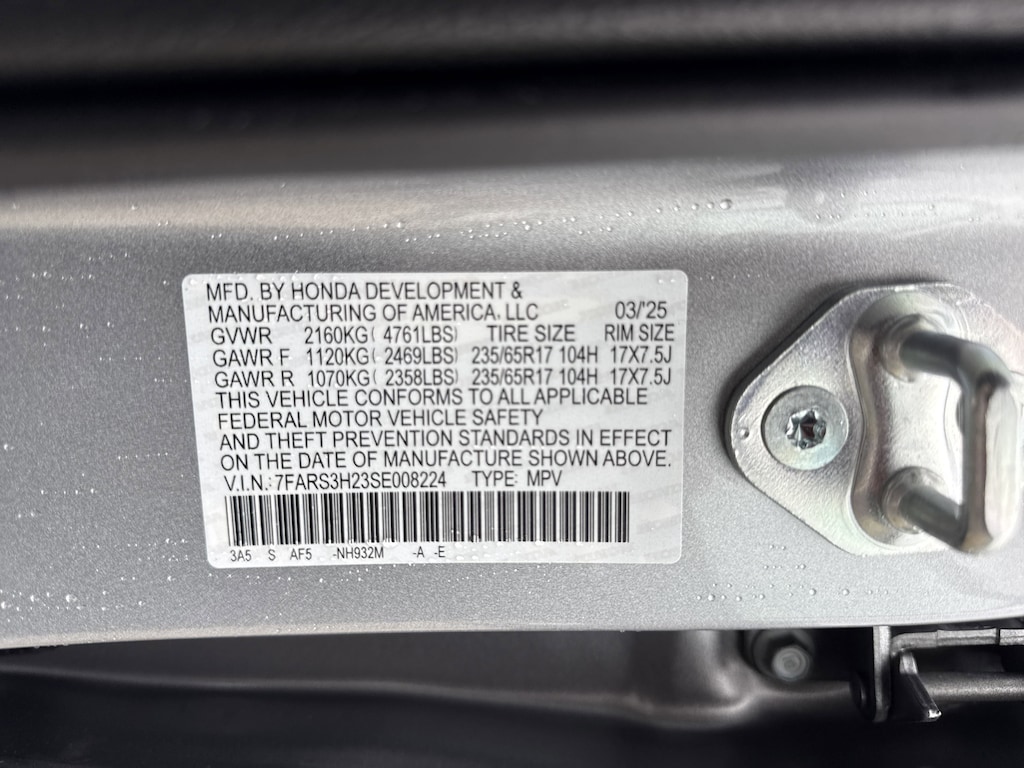 MFD. BY HONDA DEVELOPMENT &
MANUFACTURING OF AMERICA, LLC 03/'25
GVWR 2160KG( 4761LBS) TIRE SIZE RIM SIZE
GAWR F 1120KG( 2469LBS) 235/65R17 104H 17X7.5J
GAWR R 1070KG( 2358LBS) 235/65R17 104H 17X7.5J
THIS VEHICLE CONFORMS TO ALL APPLICABLE
FEDERAL MOTOR VEHICLE SAFETY
AND THEFT PREVENTION STANDARDS IN EFFECT
ON THE DATE OF MANUFACTURE SHOWN ABOVE.
V.I.N.: 7FARS3H23SE008224 TYPE: MPV
3A5 S AF5 -NH932M -A -E